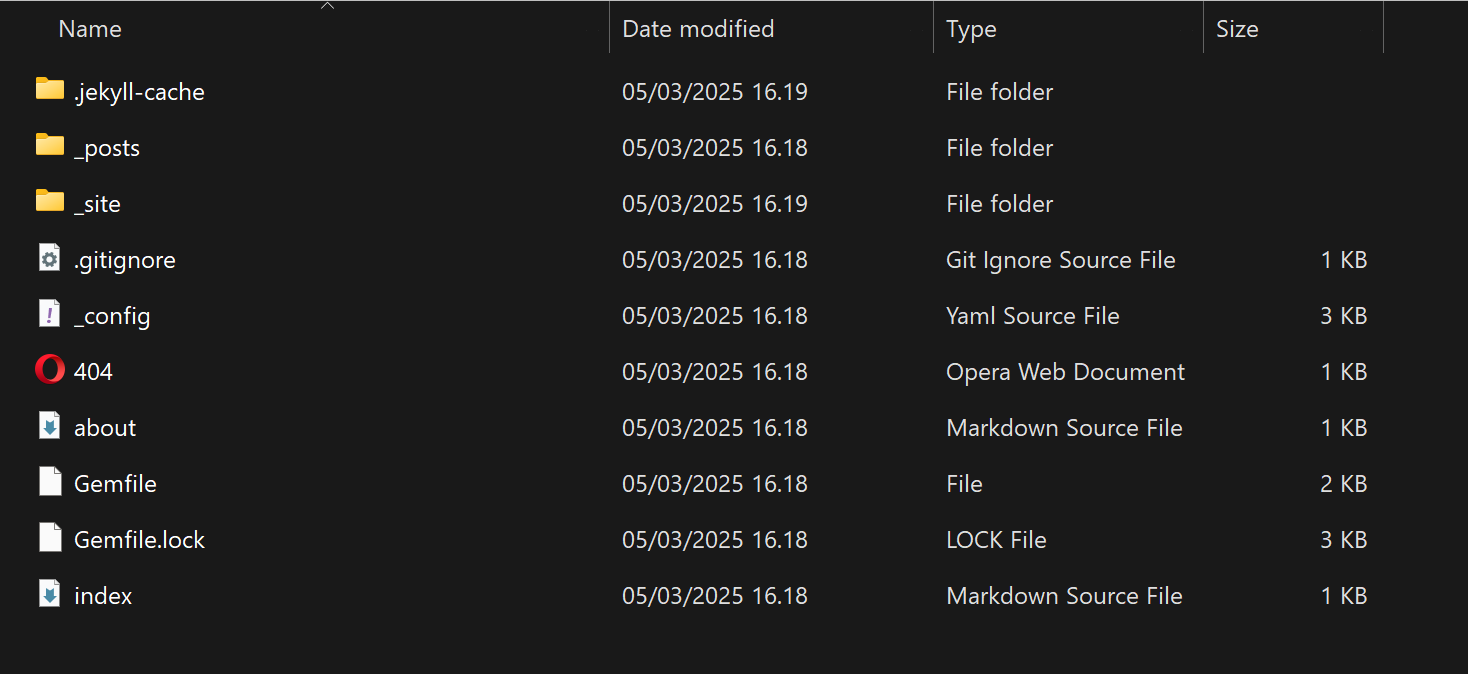 Name Date modified Type Size
.jekyll-cache 05/03/2025 16.19 File folder
_posts 05/03/2025 16.18 File folder
_site 05/03/2025 16.19 File folder
.gitignore 05/03/2025 16.18 Git Ignore Source File 1 KB
_config 05/03/2025 16.18 Yaml Source File 3 KB
404 05/03/2025 16.18 Opera Web Document 1 KB
about 05/03/2025 16.18 Markdown Source File 1 KB
Gemfile 05/03/2025 16.18 File 2 KB
Gemfile.lock 05/03/2025 16.18 LOCK File 3 KB
index 05/03/2025 16.18 Markdown Source File 1 KB